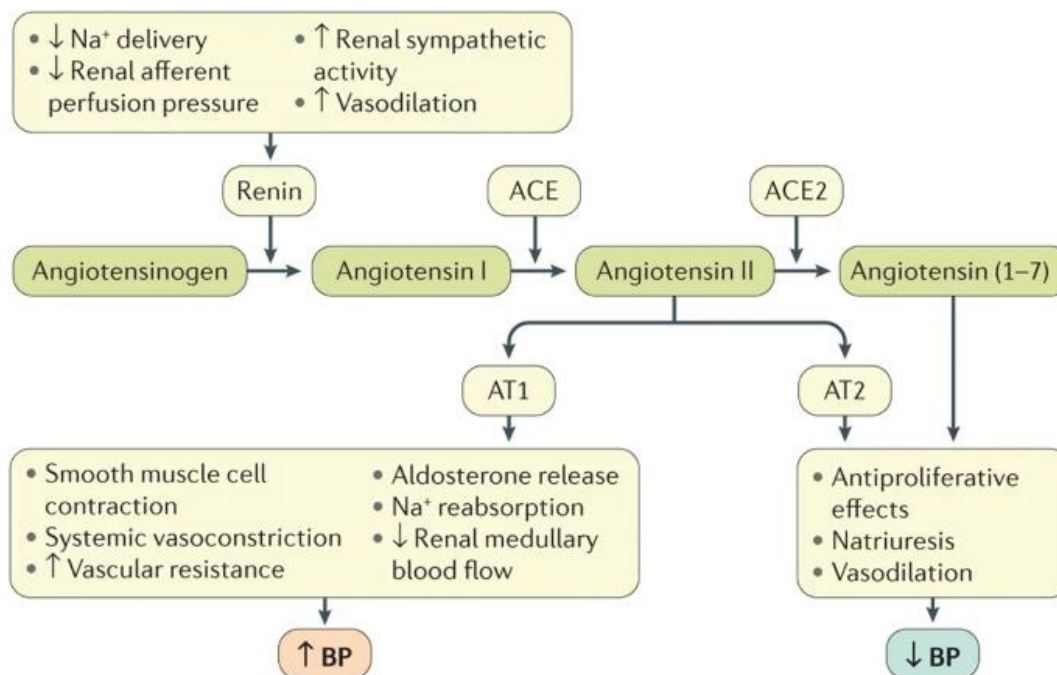 • ↓ Na⁺ delivery
• ↓ Renal afferent
perfusion pressure
• ↑ Renal sympathetic
activity
• ↑ Vasodilation
Renin
ACE
ACE2
Angiotensinogen
Angiotensin I
Angiotensin II
Angiotensin (1–7)
AT1
AT2
• Smooth muscle cell
contraction
• Systemic vasoconstriction
• ↑ Vascular resistance
• Aldosterone release
• Na⁺ reabsorption
• ↓ Renal medullary
blood flow
• Antiproliferative
effects
• Natriuresis
• Vasodilation
↑ BP
↓ BP